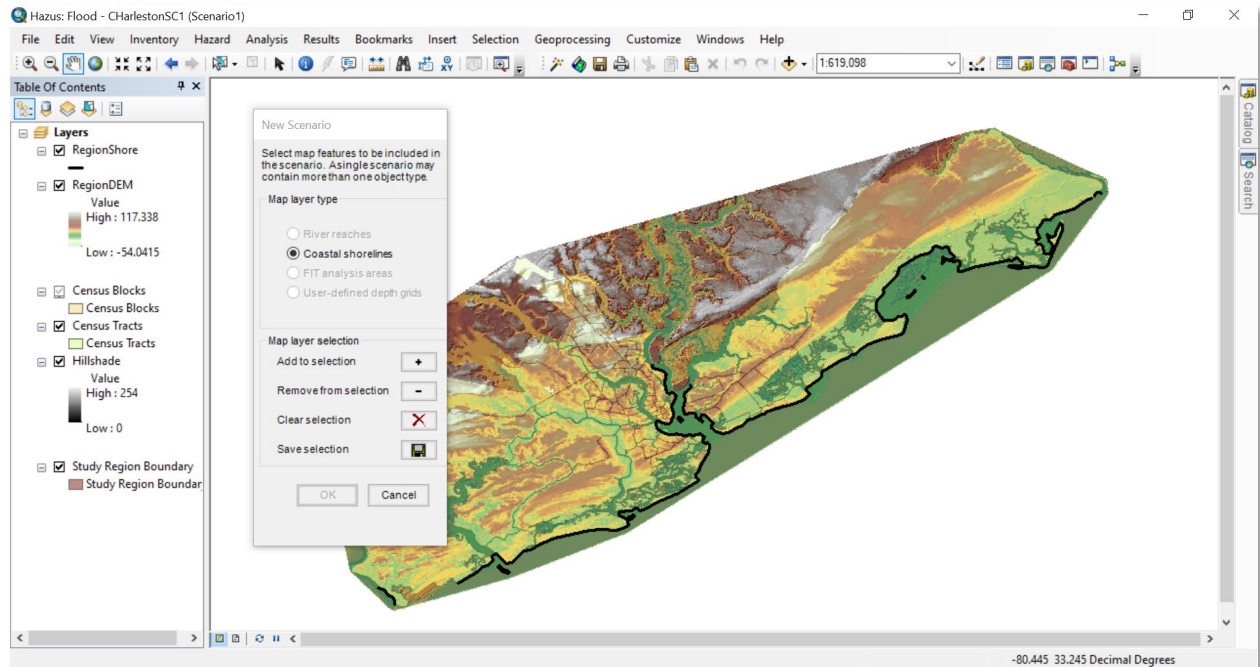 Hazus: Flood - CHarlestonSC1 (Scenario1)
File Edit View Inventory Hazard Analysis Results Bookmarks Insert Selection Geoprocessing Customize Windows Help
1:619,098
Table Of Contents
Layers
RegionShore
RegionDEM
Value
High : 117.338
Low : -54.0415
Census Blocks
Census Blocks
Census Tracts
Census Tracts
Hillshade
Value
High : 254
Low : 0
Study Region Boundary
Study Region Boundar
New Scenario
Select map features to be included in
the scenario. A single scenario may
contain more than one object type.
Map layer type
River reaches
Coastal shorelines
FIT analysis areas
User-defined depth grids
Map layer selection
Add to selection +
Remove from selection -
Clear selection
Save selection
OK Cancel
Catalog
Search
-80.445 33.245 Decimal Degrees